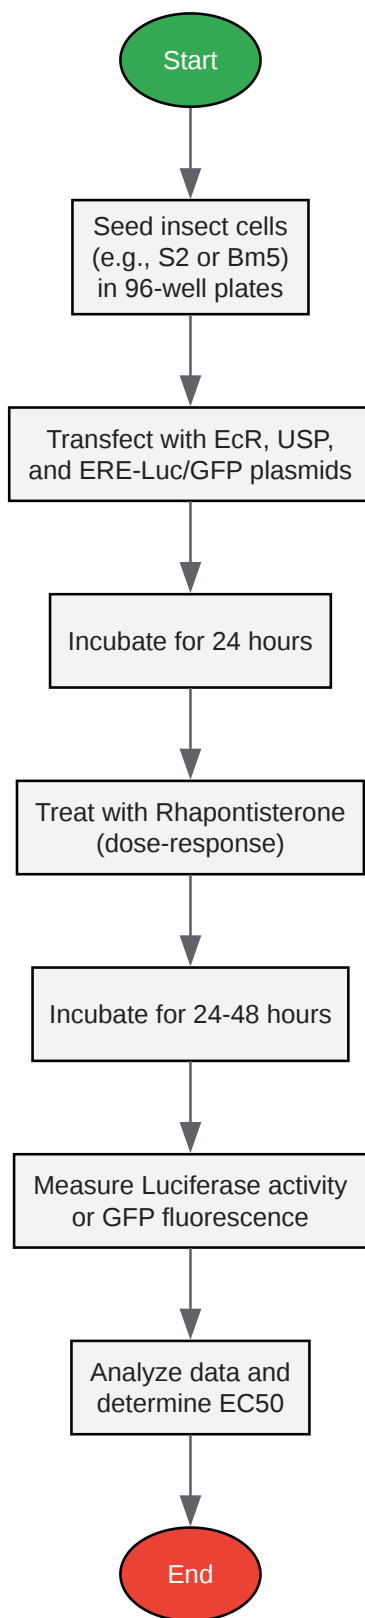 Start
Seed insect cells
(e.g., S2 or Bm5)
in 96-well plates
Transfect with EcR, USP,
and ERE-Luc/GFP plasmids
Incubate for 24 hours
Treat with Rhapontisterone
(dose-response)
Incubate for 24-48 hours
Measure Luciferase activity
or GFP fluorescence
Analyze data and
determine EC50
End